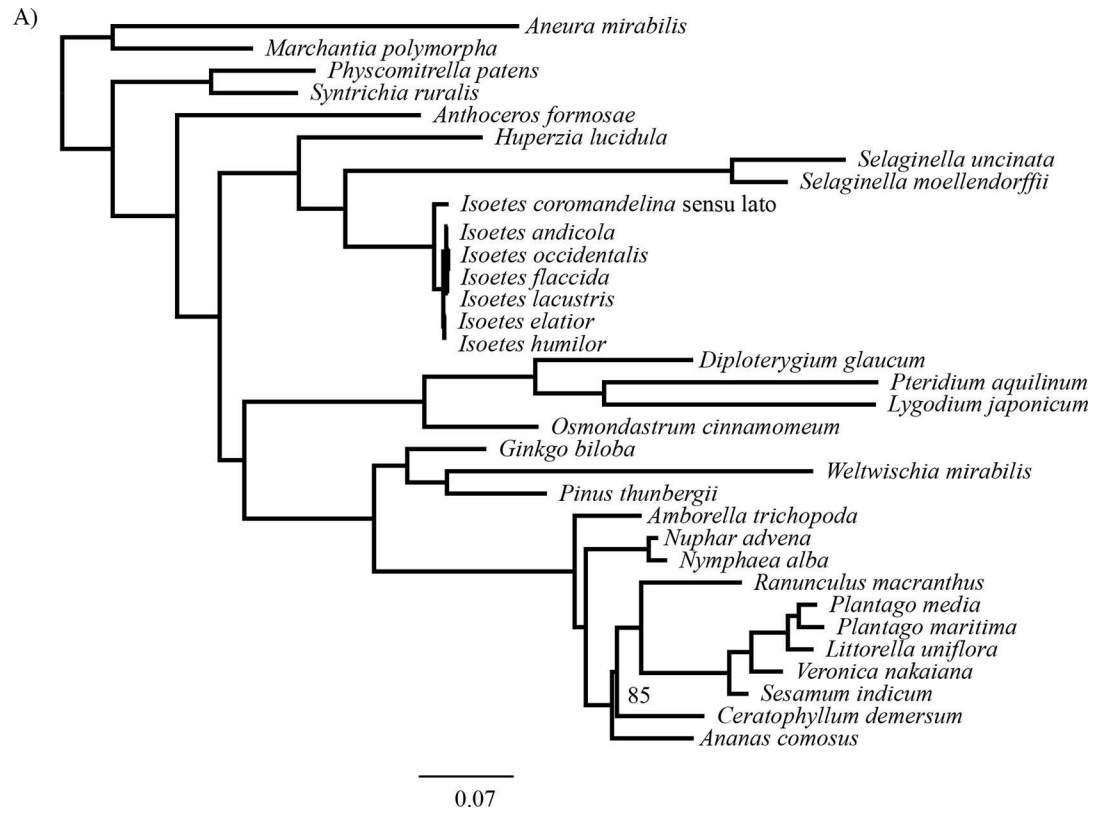 A)
Aneura mirabilis
Marchantia polymorpha
Physcomitrella patens
Syntrichia ruralis
Anthoceros formosae
Huperzia lucidula
Selaginella uncinata
Selaginella moellendorffii
Isoetes coromandelina sensu lato
Isoetes andicola
Isoetes occidentalis
Isoetes flaccida
Isoetes lacustris
Isoetes elatior
Isoetes humilor
Diploterygium glaucum
Pteridium aquilinum
Lygodium japonicum
Osmondastrum cinnamomeum
Ginkgo biloba
Weltwischia mirabilis
Pinus thunbergii
Amborella trichopoda
Nuphar advena
Nymphaea alba
Ranunculus macranthus
Plantago media
Plantago maritima
Littorella uniflora
Veronica nakaiana
Sesamum indicum
85
Ceratophyllum demersum
Ananas comosus
0.07